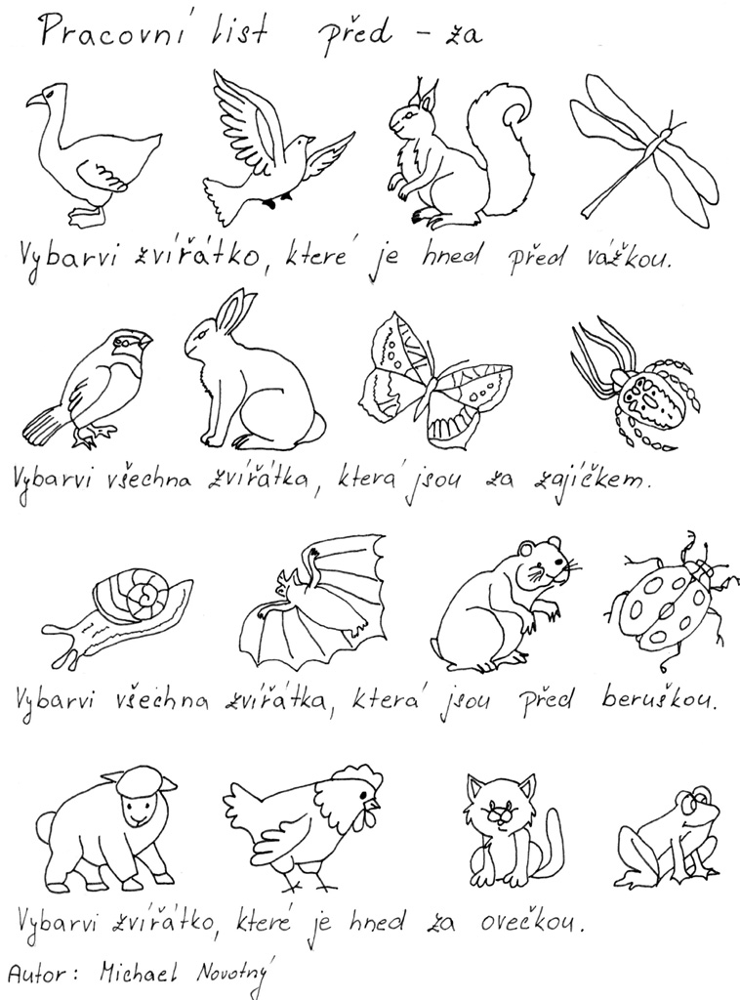 Pracovní list před - za
Vybarvi zvířátko, které je hned před vážkou.
Vybarvi všechna zvířátka, která jsou za zajíčkem.
Vybarvi všechna zvířátka, která jsou před beruškou.
Vybarvi zvířátko, které je hned za ovečkou.
Autor: Michael Novotný